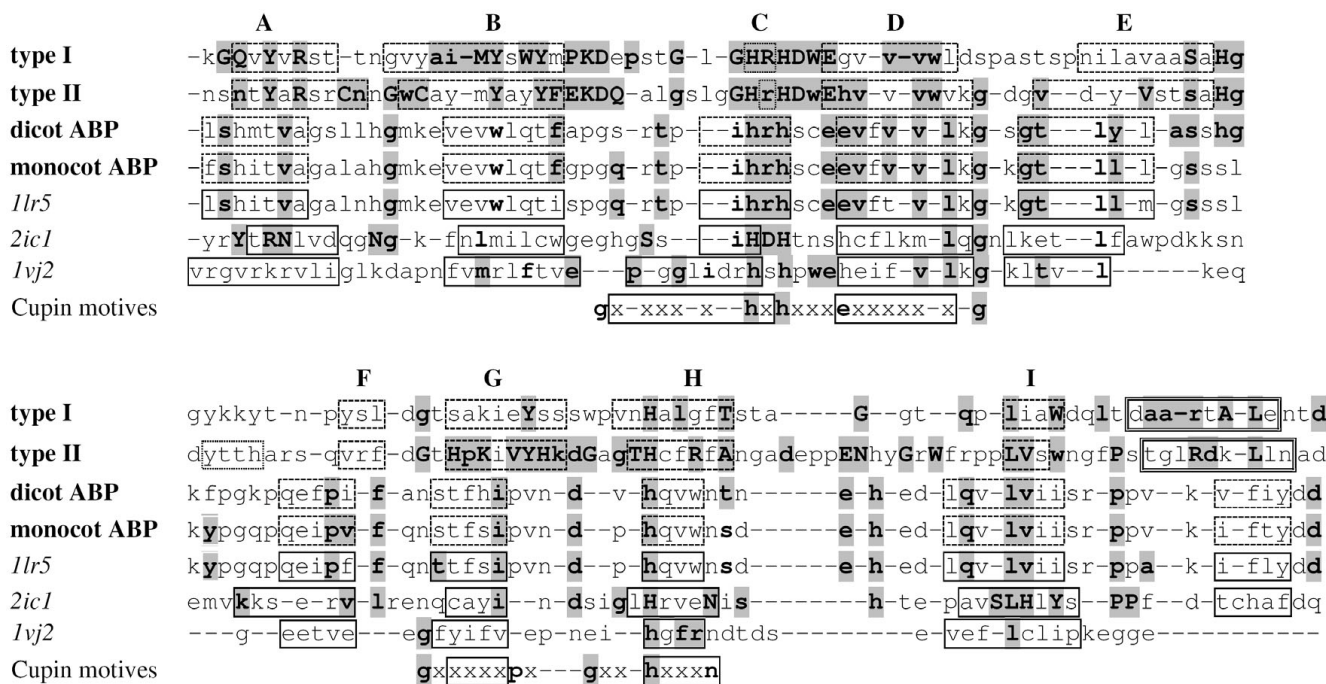 A B C D E
type I -kGQvYvRst-tngvyai-MYsWYmPKDepstG-l-GHRHDWEgv-v-vwldspastspnilavaaSaHg
type II -nsntYaRsrCnnGwCay-mYayYFEKDQ-algslgGHrHDwEhv-v-vwvkg-dgv--d-y-VstsaHg
dicot ABP -lshmtvagsllhgmkevevwlqtfapgs-rtp--ihrhsceevfv-v-lkg-sgt---ly-l-asshg
monocot ABP -fshitvagalahgmkevevwlqtfgpgq-rtp--ihrhsceevfv-v-lkg-kgt---ll-l-gsssl
1lr5 -lshitvagalnhgmkevevwlqtispgq-rtp--ihrhsceevft-v-lkg-kgt---ll-m-gsssl
2ic1 -yrYtRNlvdqgNg-k-fnlmilcwgeghgSs----iHDHtnshcflkm-lqgnlket--lfawpdkksn
1vj2 vrgvrkrvliglkdapnfvmrlftve---p-gglidrhshpweheif-v-lkg-kltv--l------keq
Cupin motives gx-xxx-x--hxhxxxexxxxx-x-g
F G H I
type I gykkyt-n-pysl-dgtsakieYssswpvnHalgfTsta----G--gt--qp-liaWdqltdaa-rtA-Lentd
type II dytthars-qvrf-dGtHpKiVYHkdGagTHcfRfAngadeppENhyGrWfrppLVswngfPstglRdk-Llnad
dicot ABP kfpgkpqefpi-f-anstfhipvn-d--v-hqvwntn-------e-h-ed-lqv-lviisr-ppv--k--v-fiydd
monocot ABP kypgqpqeipv-f-qnstfsipvn-d--p-hqvwnsd-------e-h-ed-lqv-lviisr-ppv--k--i-ftydd
1lr5 kypgqpqeipf-f-qnttfsipvn-d--p-hqvwnsd-------e-h-ed-lqv-lviisr-ppa--k--i-flydd
2ic1 emvkks-e-rv-lrenqcayi--n-dsiglHrveNis---------h-te-pavSLHlYs--PPf--d--tchafdq
1vj2 ---g--eetve---egfyifv-ep-nei--hgfrndtds----------e--vef-lclipkegge-----------
Cupin motives gxxxxxpx---gxx-hxxxn